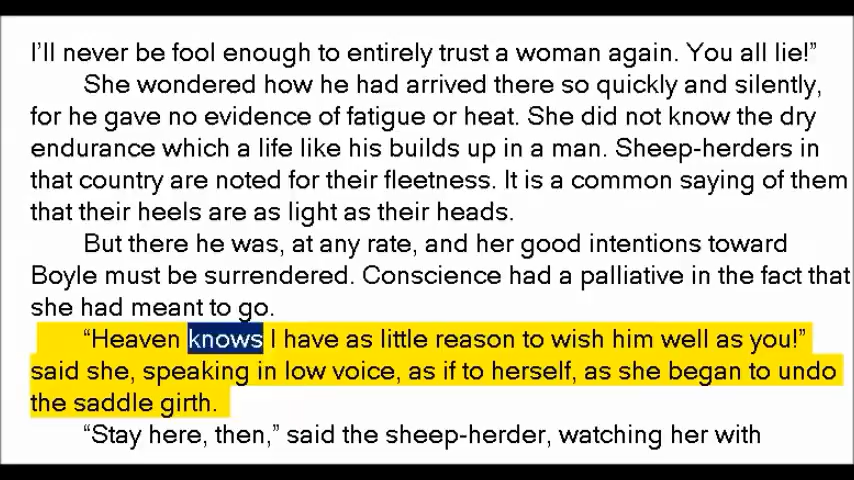 I’ll never be fool enough to entirely trust a woman again. You all lie!”
She wondered how he had arrived there so quickly and silently,
for he gave no evidence of fatigue or heat. She did not know the dry
endurance which a life like his builds up in a man. Sheep-herders in
that country are noted for their fleetness. It is a common saying of them
that their heels are as light as their heads.
But there he was, at any rate, and her good intentions toward
Boyle must be surrendered. Conscience had a palliative in the fact that
she had meant to go.
“Heaven knows I have as little reason to wish him well as you!”
said she, speaking in low voice, as if to herself, as she began to undo
the saddle girth.
“Stay here, then,” said the sheep-herder, watching her with